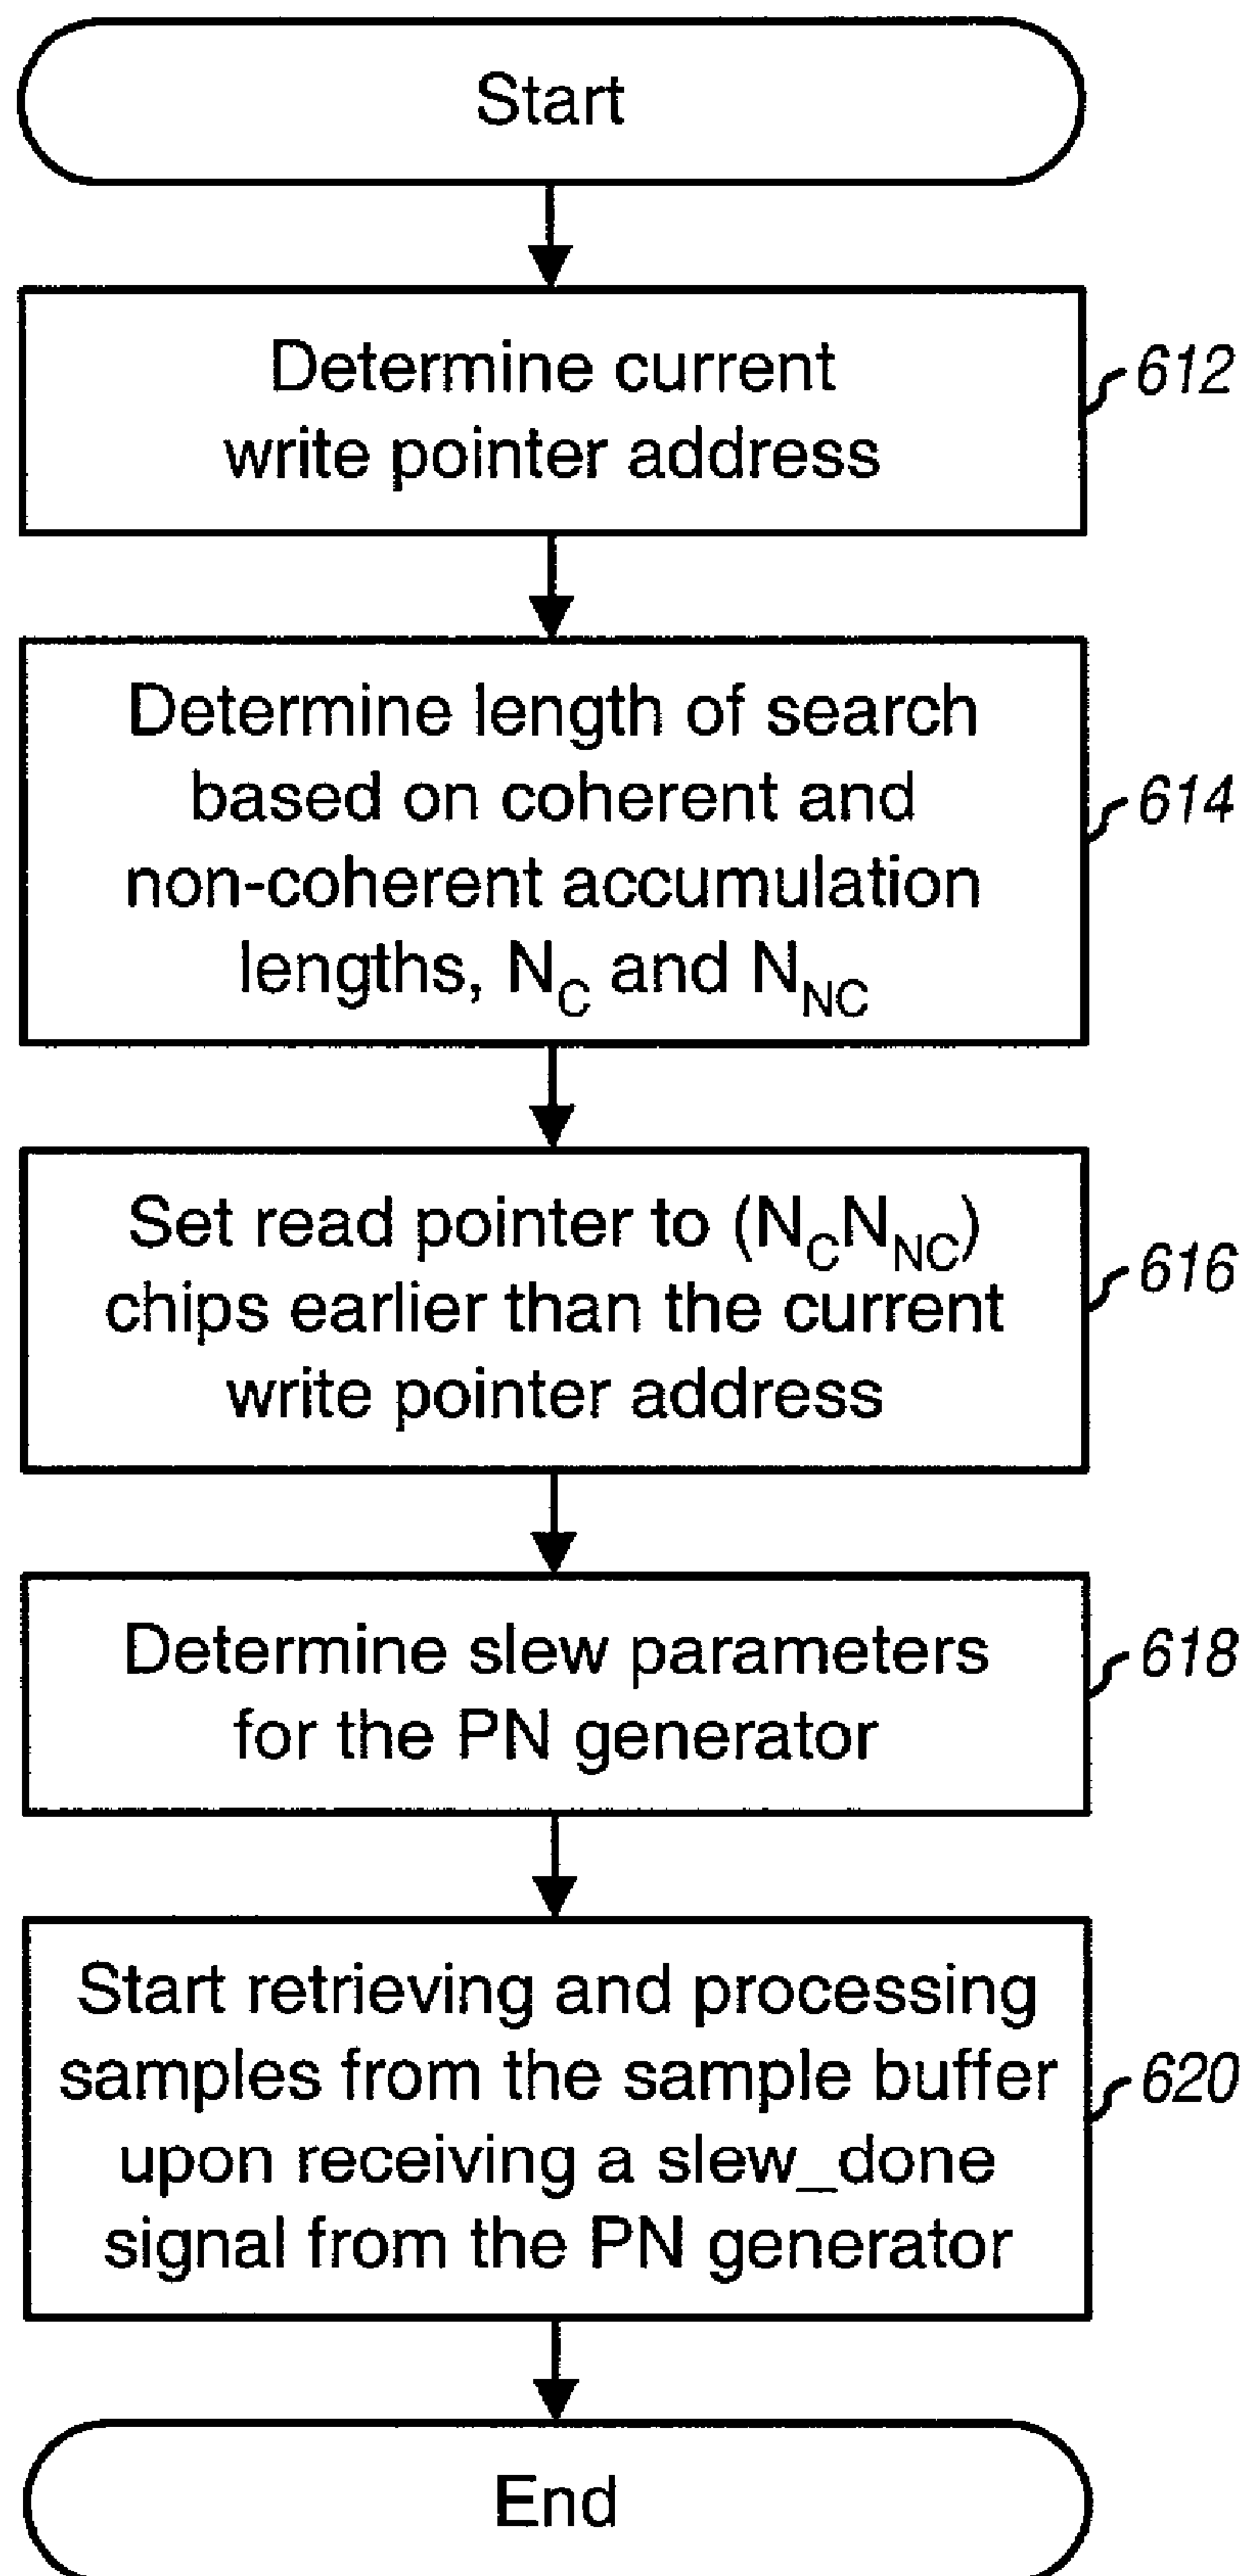 Start
Determine current
write pointer address
612
Determine length of search
based on coherent and
non-coherent accumulation
lengths, N_C and N_NC
614
Set read pointer to (N_C N_NC)
chips earlier than the current
write pointer address
616
Determine slew parameters
for the PN generator
618
Start retrieving and processing
samples from the sample buffer
upon receiving a slew_done
signal from the PN generator
620
End